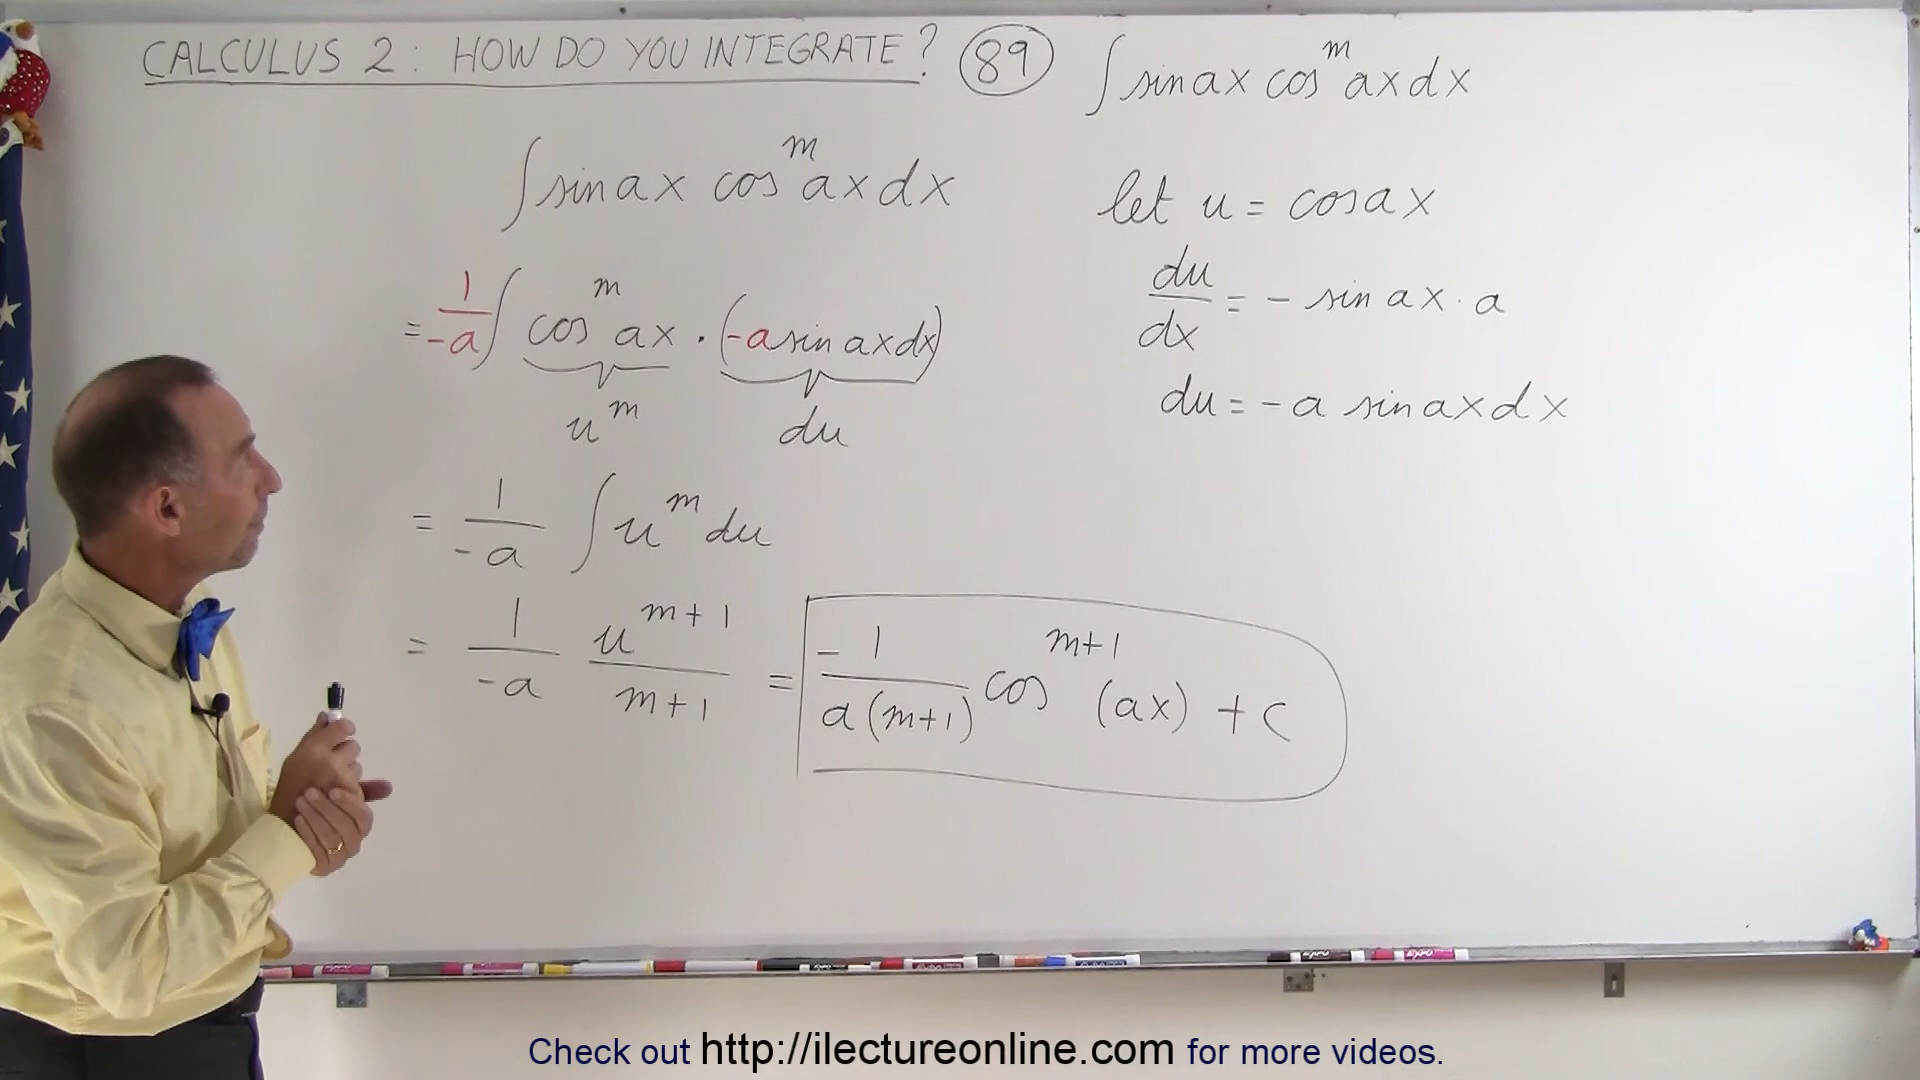 CALCULUS 2 : HOW DO YOU INTEGRATE? 89 ∫ sin ax cos^m ax dx
∫ sin ax cos^m ax dx
= 1/-a ∫ cos^m ax · (-a sin ax dx)
u^m du
= 1/-a ∫ u^m du
= 1/-a u^(m+1)/m+1 = -1/a(m+1) cos^(m+1) (ax) + C
let u = cos ax
du/dx = - sin ax · a
du = -a sin ax dx
Check out http://ilectureonline.com for more videos.